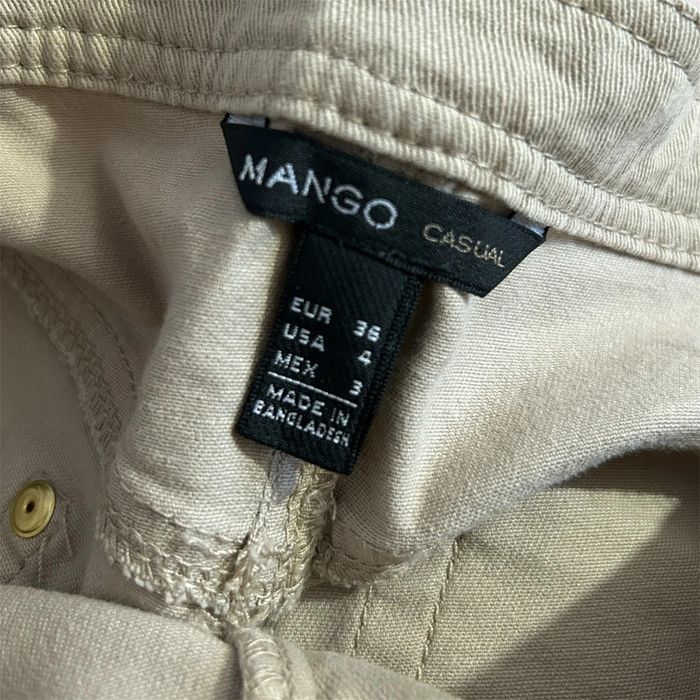 MANGO CASUAL
EUR 36
USA 4
MEX 3
MADE IN
BANGLADESH